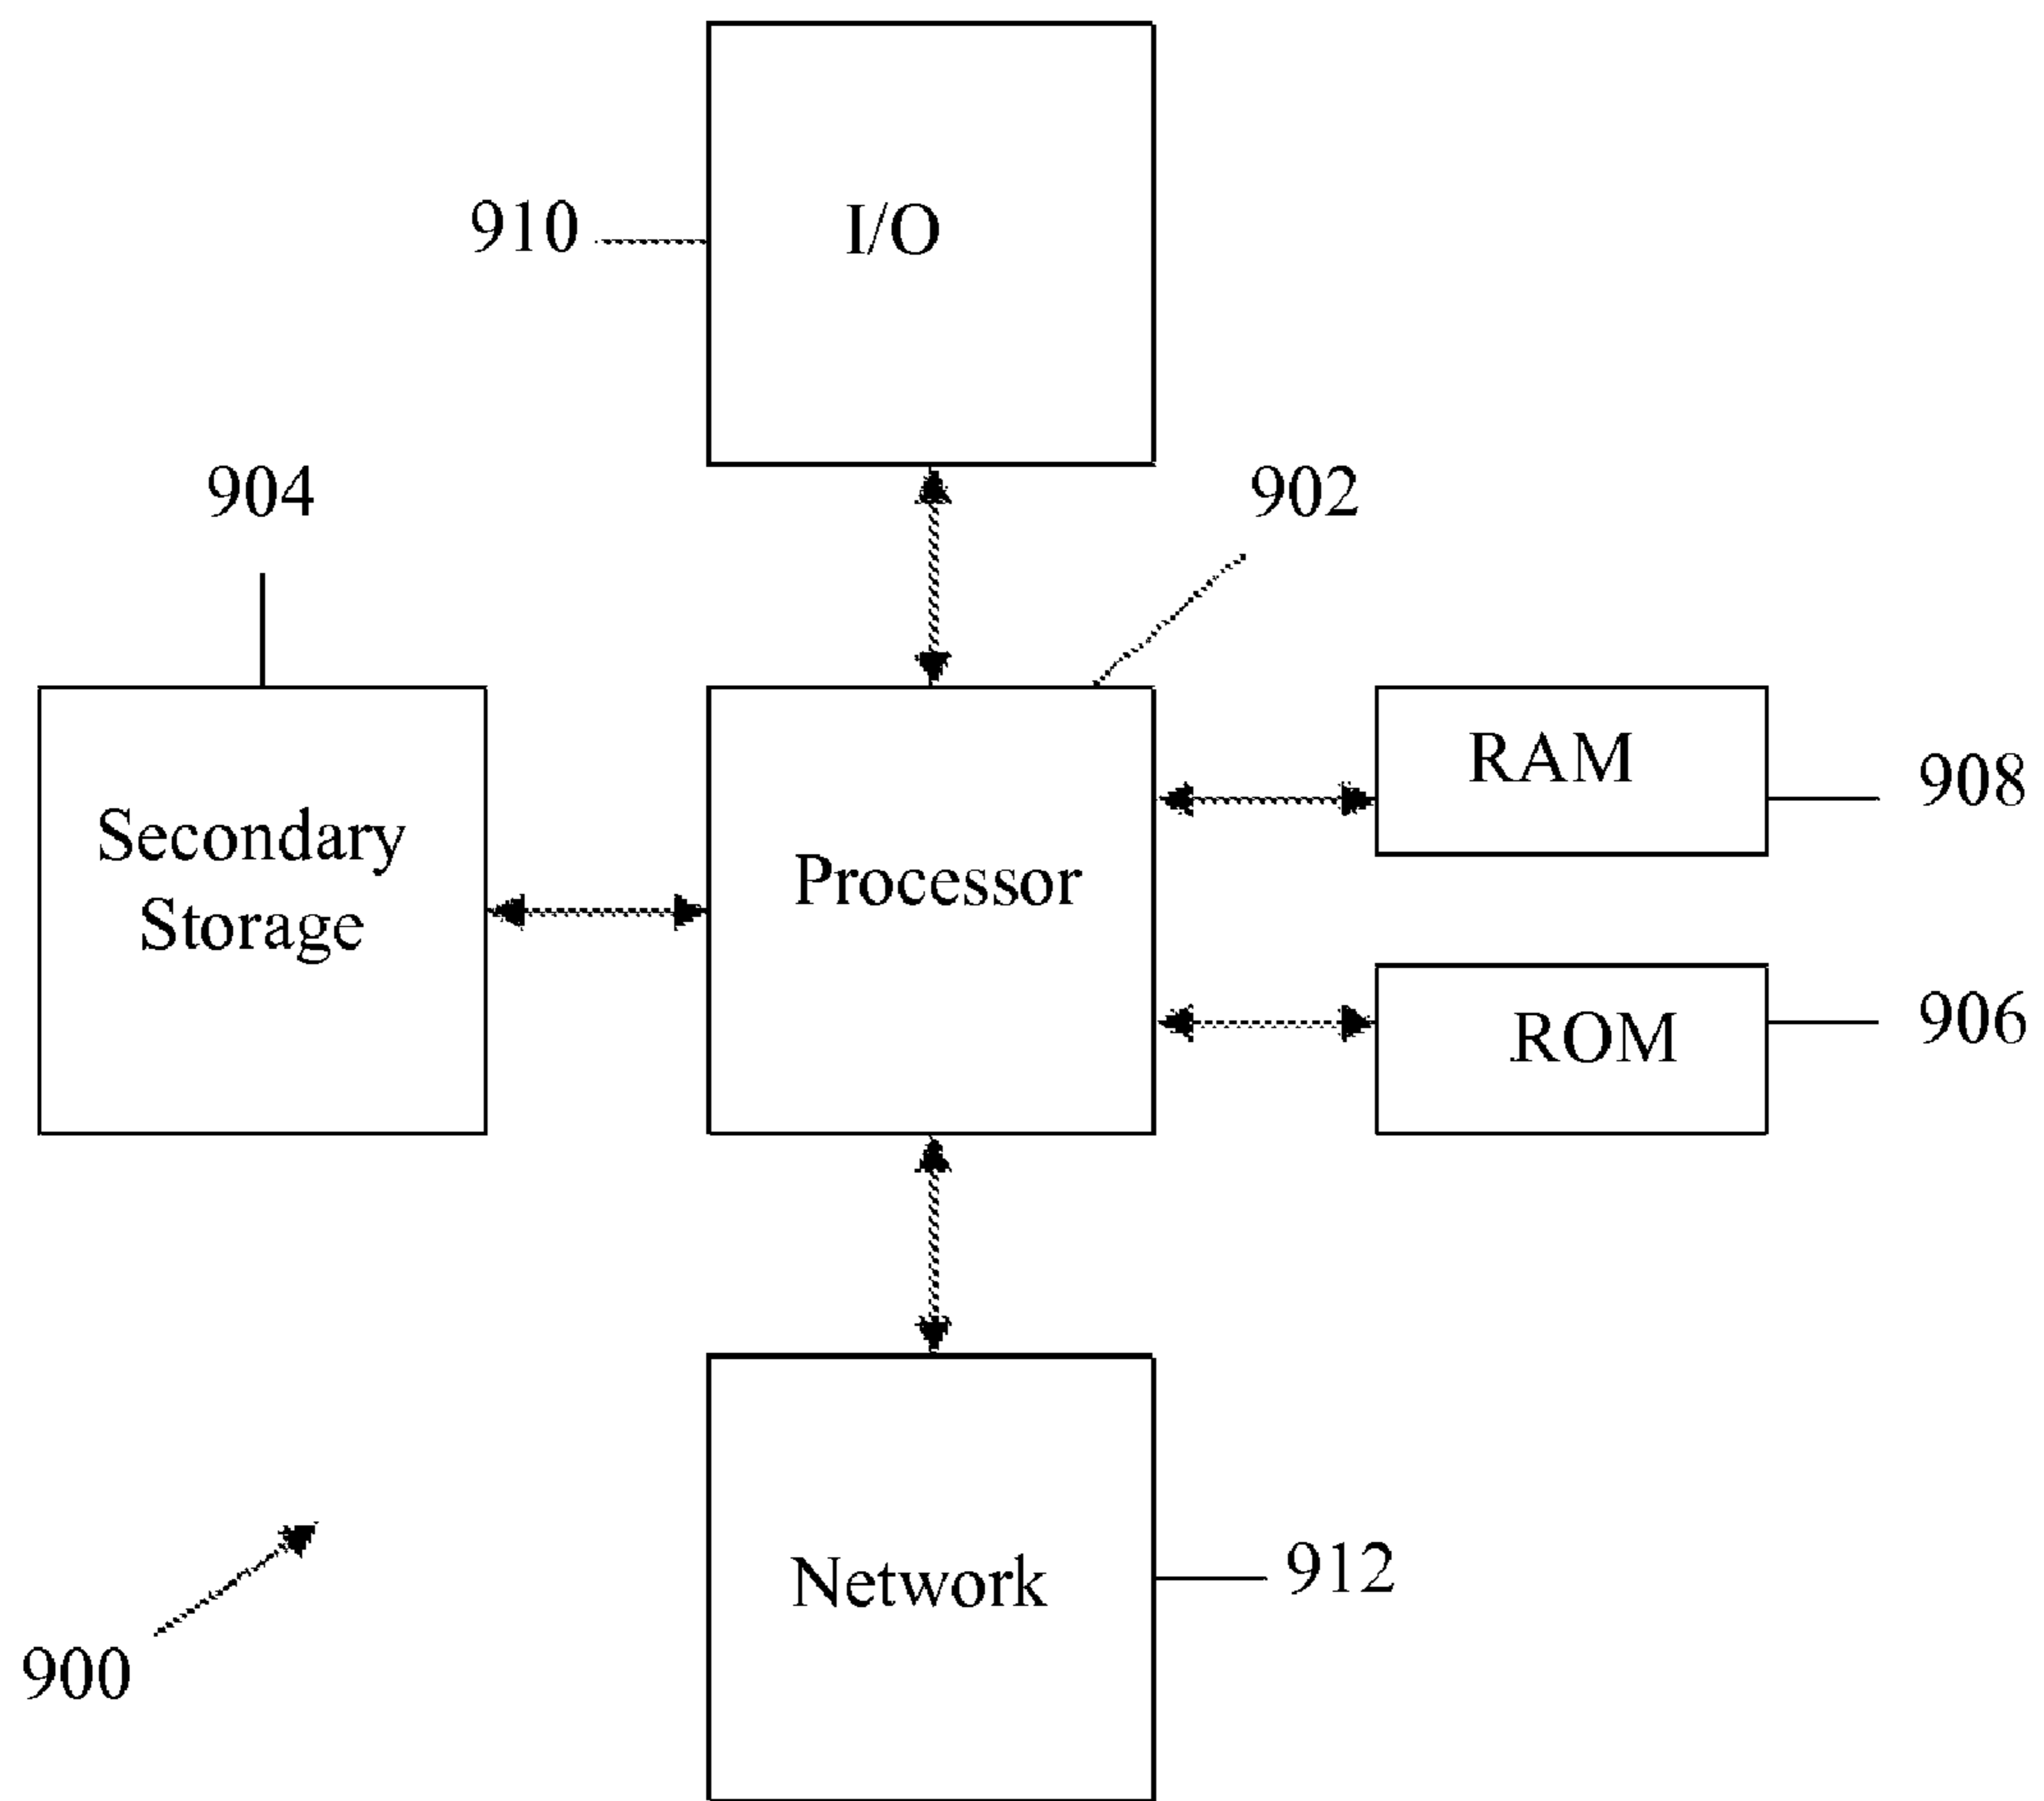 910
I/O
904
902
Secondary
Storage
Processor
RAM
908
ROM
906
Network
912
900